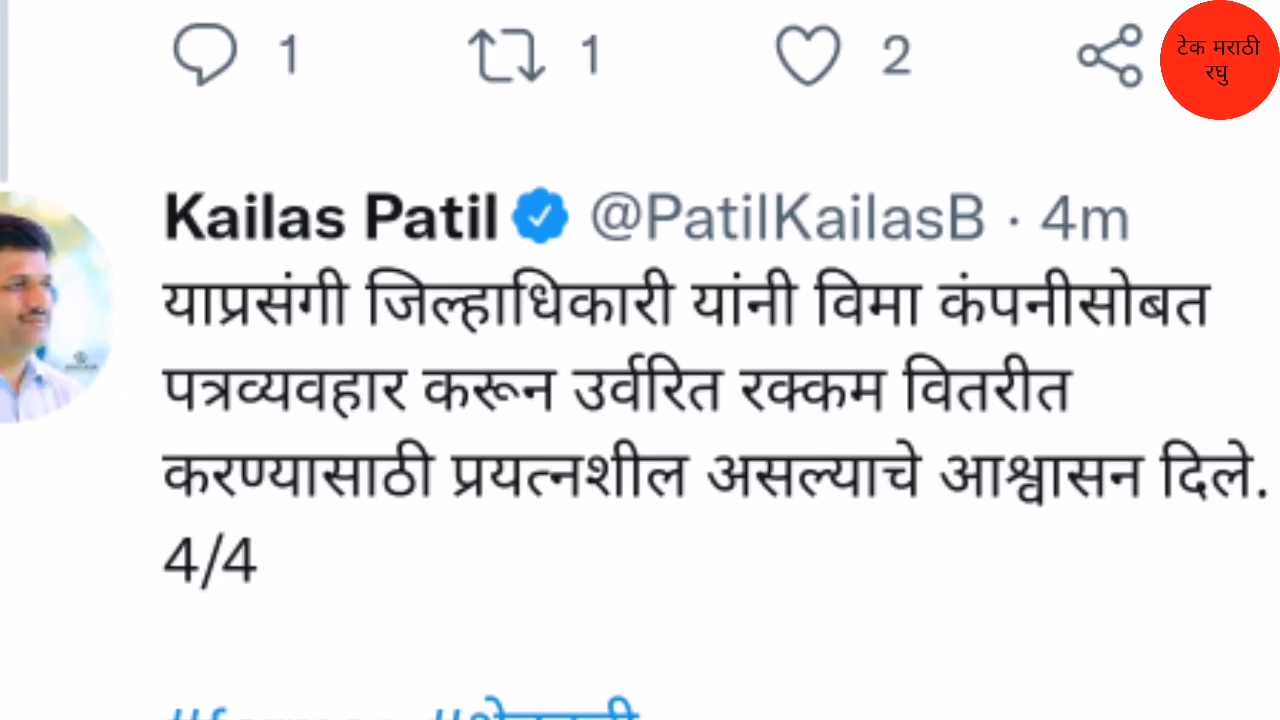 1 1 2
टेक मराठी
रघु
Kailas Patil @PatilKailasB · 4m
याप्रसंगी जिल्हाधिकारी यांनी विमा कंपनीसोबत
पत्रव्यवहार करून उर्वरित रक्कम वितरीत
करण्यासाठी प्रयत्नशील असल्याचे आश्वासन दिले.
4/4